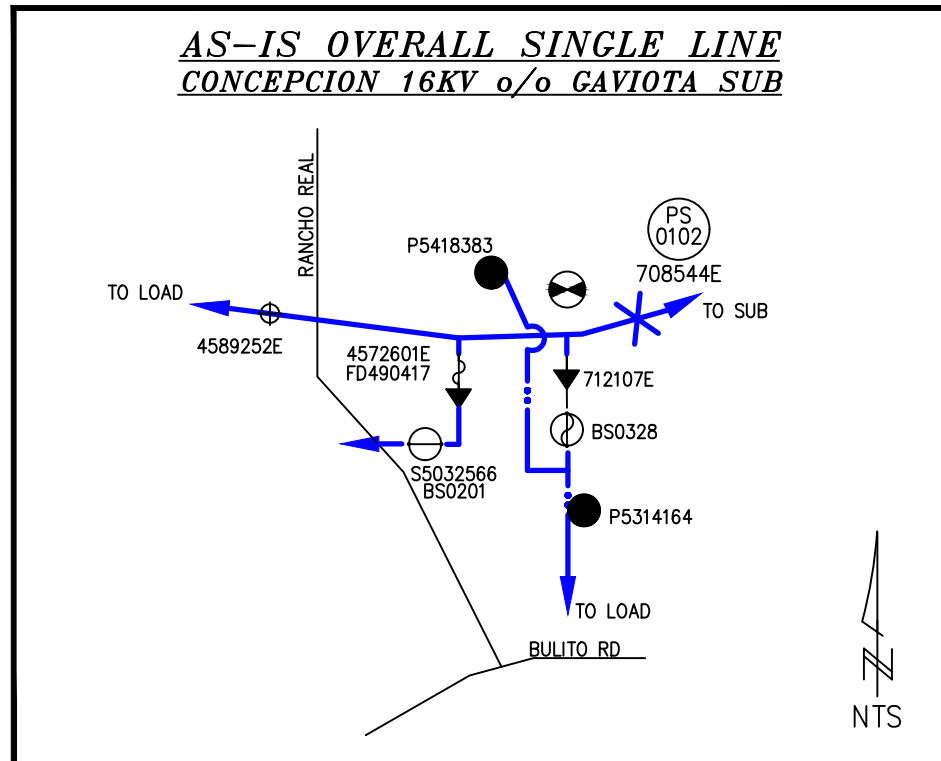 AS-IS OVERALL SINGLE LINE
CONCEPCION 16KV o/o GAVIOTA SUB
RANCHO REAL
PS
0102
P5418383
708544E
TO LOAD
TO SUB
4589252E
4572601E
FD490417
712107E
BS0328
S5032566
BS0201
P5314164
TO LOAD
BULITO RD
N
NTS